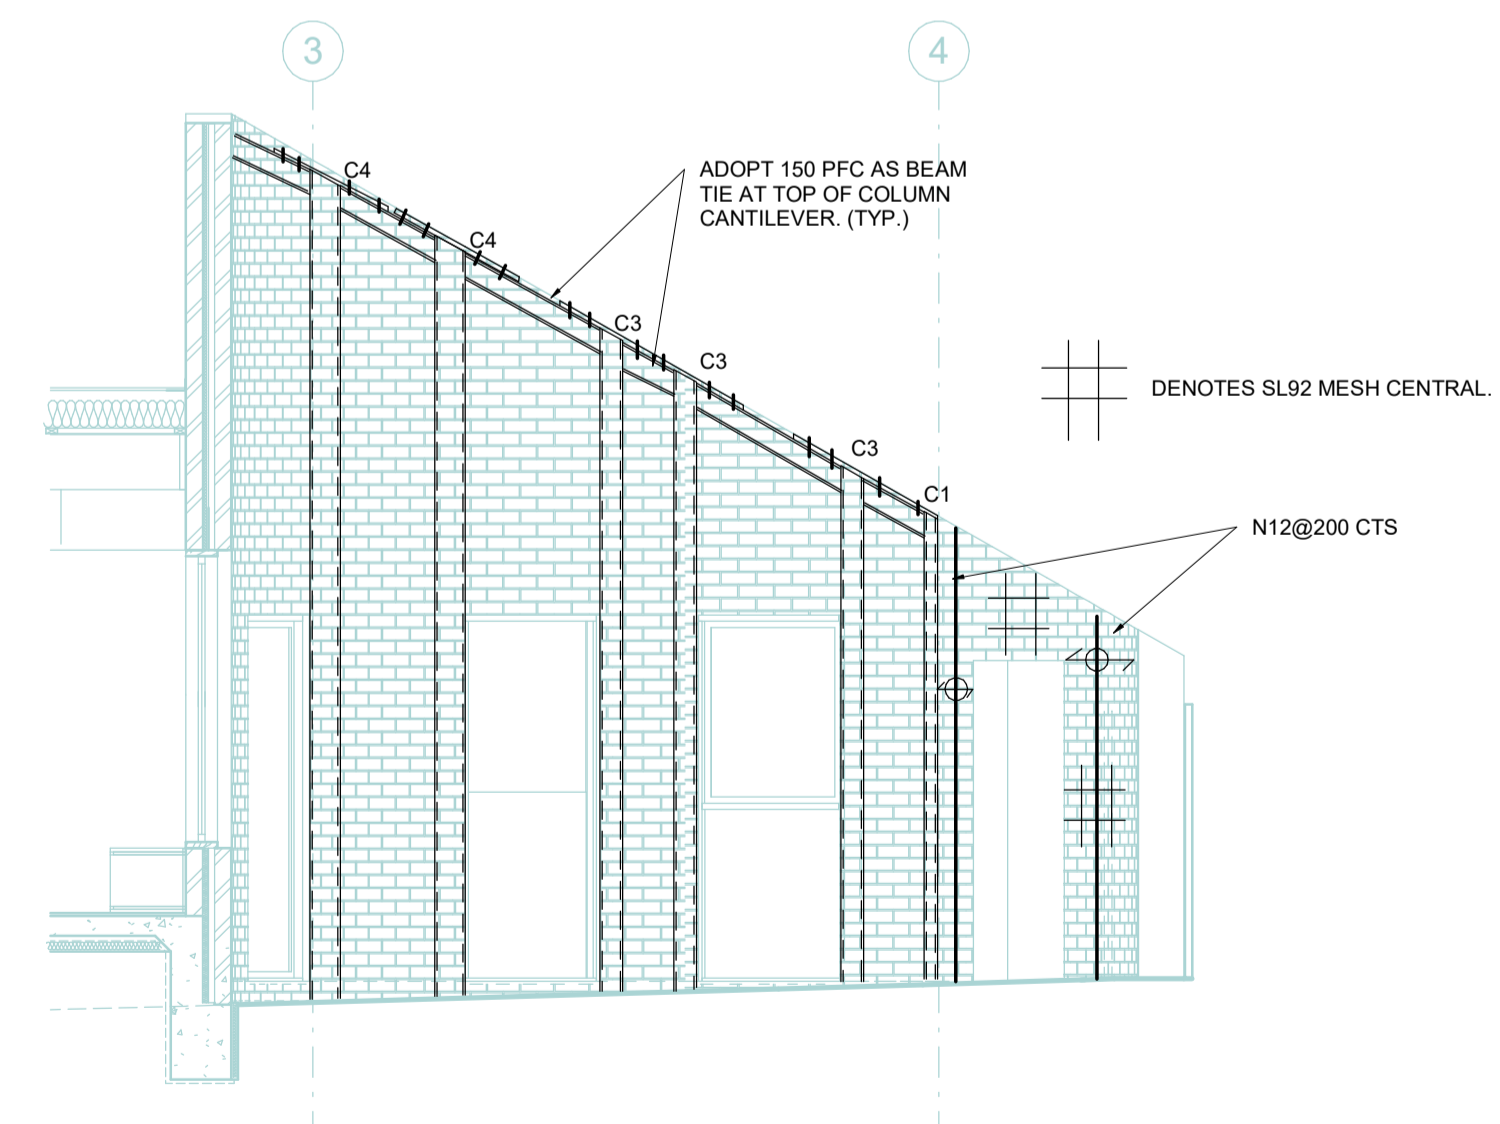 3
4
C4
ADOPT 150 PFC AS BEAM
TIE AT TOP OF COLUMN
CANTILEVER. (TYP.)
C4
C3
C3
DENOTES SL92 MESH CENTRAL.
C3
C1
N12@200 CTS